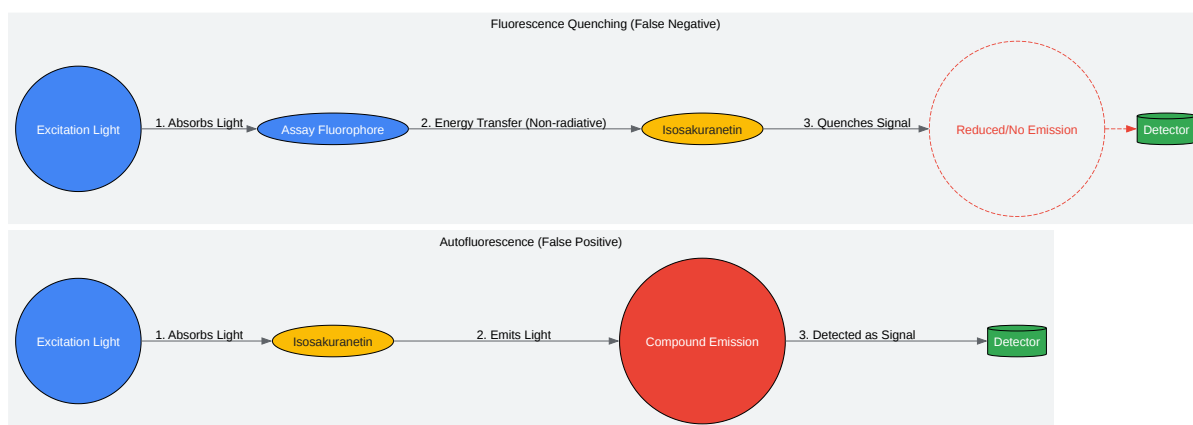 Fluorescence Quenching (False Negative)
Excitation Light
1. Absorbs Light
Assay Fluorophore
2. Energy Transfer (Non-radiative)
Isosakuranetin
3. Quenches Signal
Reduced/No Emission
Detector
Autofluorescence (False Positive)
Excitation Light
1. Absorbs Light
Isosakuranetin
2. Emits Light
Compound Emission
3. Detected as Signal
Detector